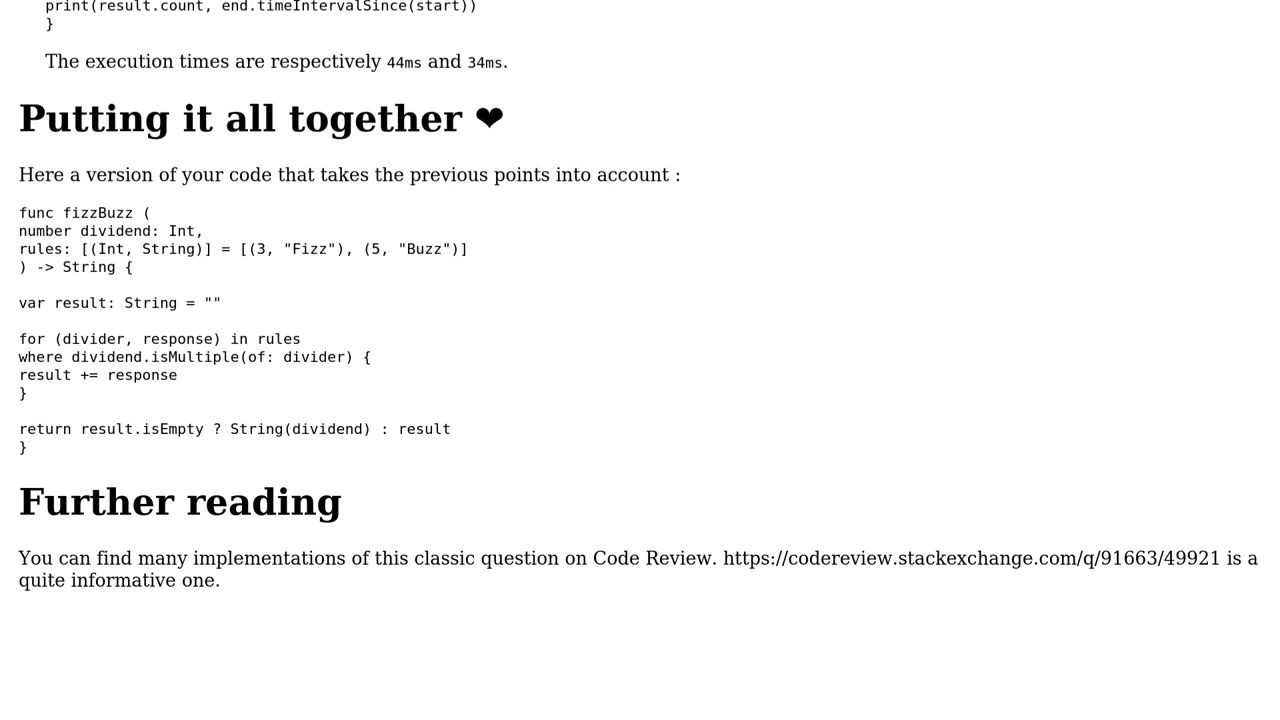 print(result.count, end.timeIntervalSince(start))
}
The execution times are respectively 44ms and 34ms.
Putting it all together ❤
Here a version of your code that takes the previous points into account :
func fizzBuzz (
number dividend: Int,
rules: [(Int, String)] = [(3, "Fizz"), (5, "Buzz")]
) -> String {
var result: String = ""
for (divider, response) in rules
where dividend.isMultiple(of: divider) {
result += response
}
return result.isEmpty ? String(dividend) : result
}
Further reading
You can find many implementations of this classic question on Code Review. https://codereview.stackexchange.com/q/91663/49921 is a
quite informative one.